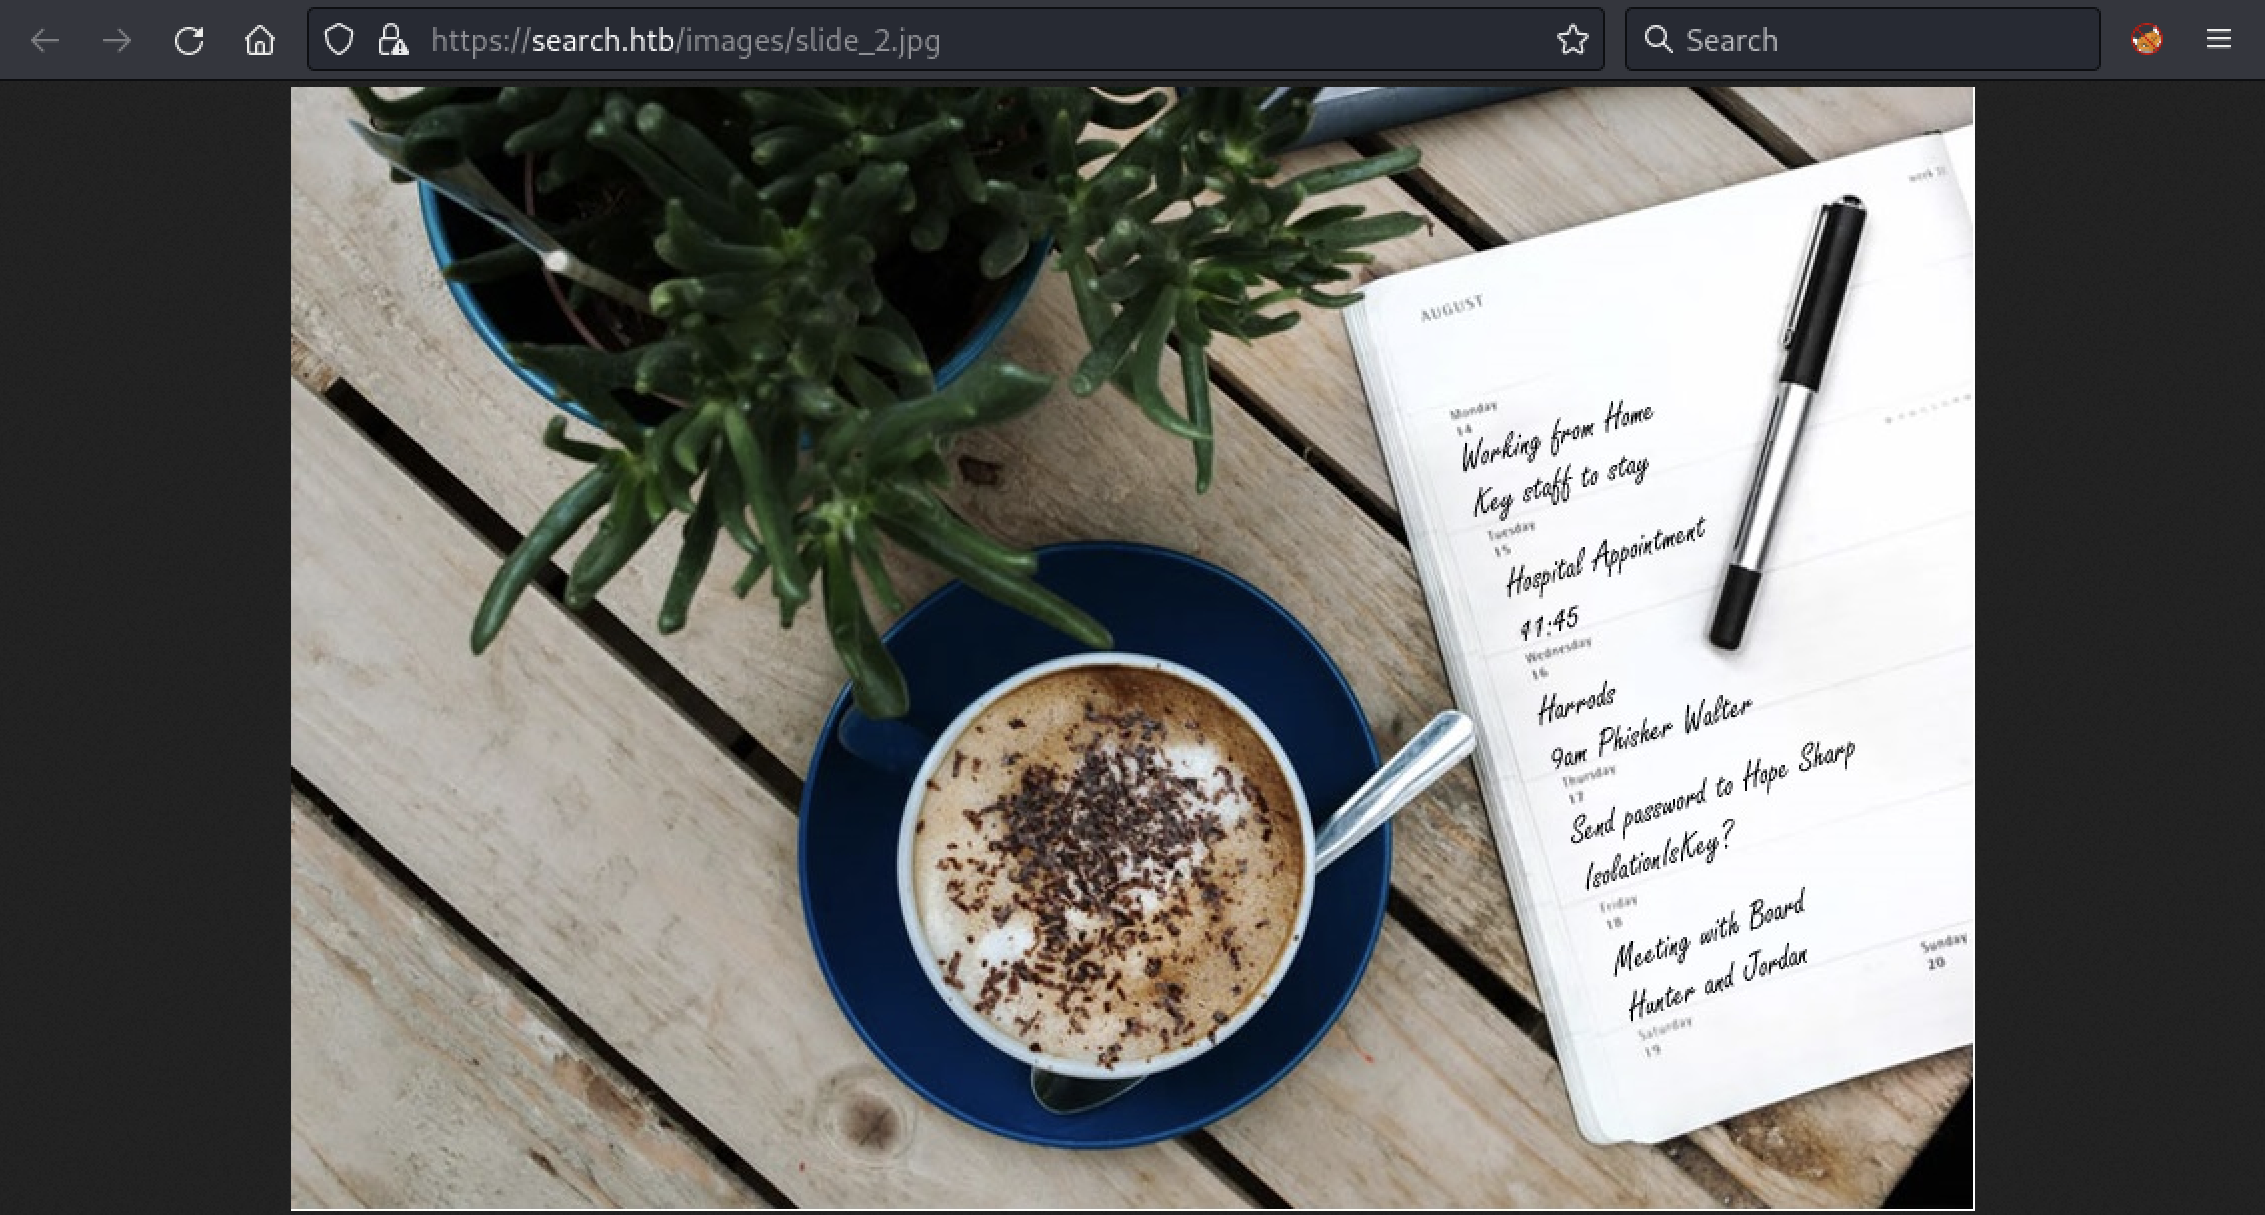 https://search.htb/images/slide_2.jpg
Search
AUGUST
week
Monday
14
Working from Home
Key staff to stay
Tuesday
15
Hospital Appointment
11:45
Wednesday
16
Harrods
9am Phisher Walter
Thursday
17
Send password to Hope Sharp
IsolationIsKey?
Friday
18
Meeting with Board
Hunter and Jordan
Saturday
19
Sunday
20